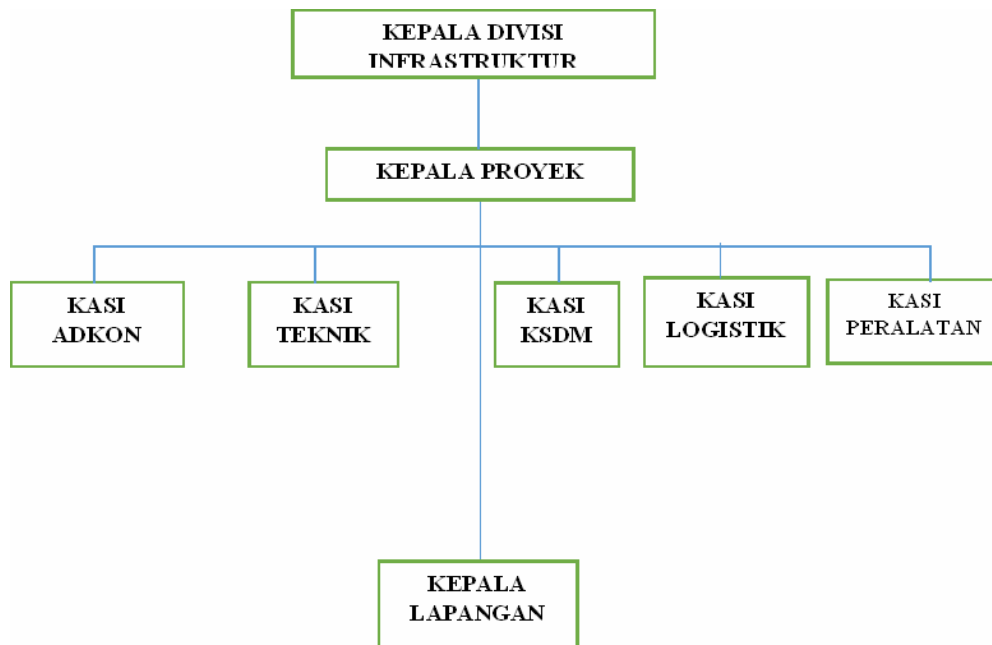 KEPALA DIVISI
INFRASTRUKTUR
KEPALA PROYEK
KASI
ADKON
KASI
TEKNIK
KASI
KSDM
KASI
LOGISTIK
KASI
PERALATAN
KEPALA
LAPANGAN